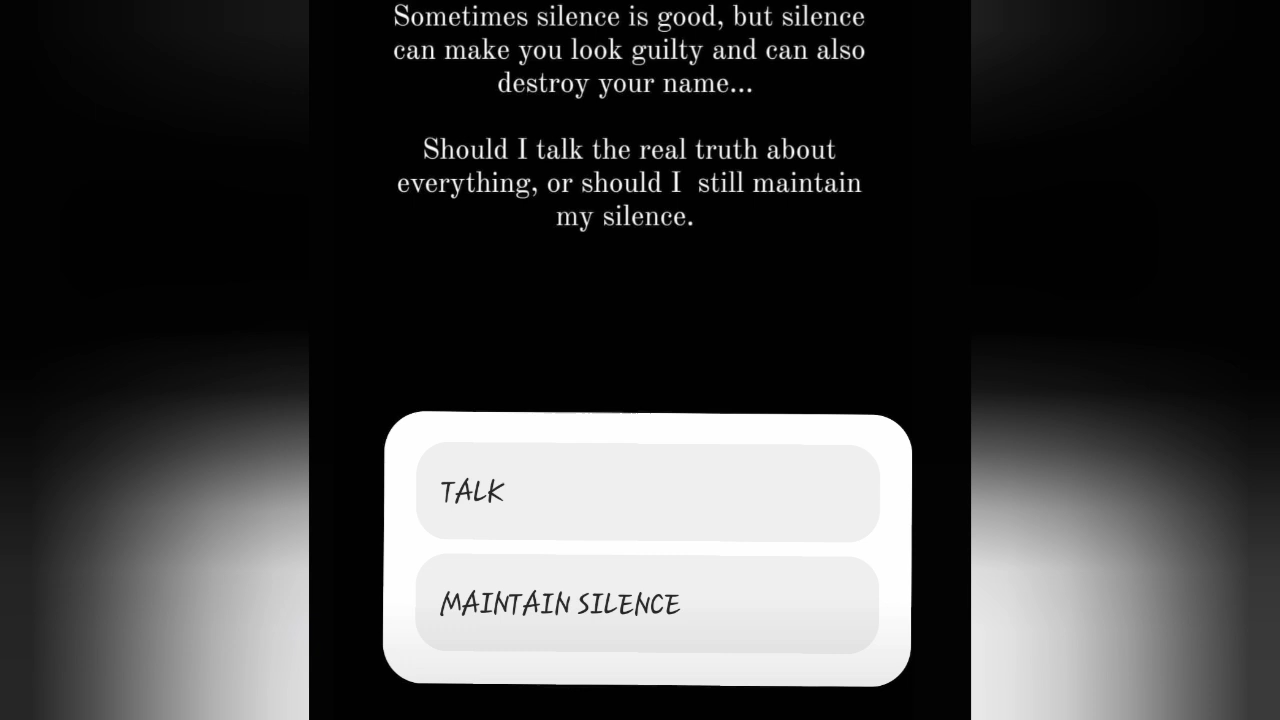 Sometimes silence is good, but silence
can make you look guilty and can also
destroy your name...
Should I talk the real truth about
everything, or should I  still maintain
my silence.
TALK
MAINTAIN SILENCE